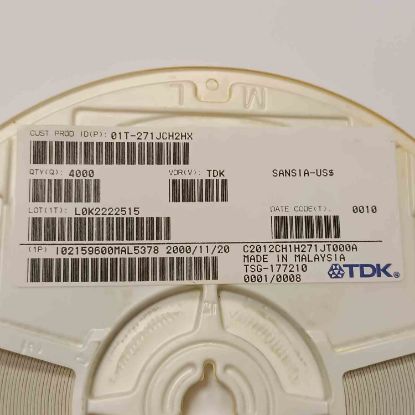 M L
CUST PROD ID(P): 01T-271JCH2HX
QTY(Q): 4000 VDR(V): TDK SANSIA-US$
LOT(1T): L0K2222515 DATE CODE(T). 0010
(1P) I02159600MAL5378 2000/11/20 C2012CH1H271JT000A
MADE IN MALAYSIA
TSG-177210
0001/0008 TDK